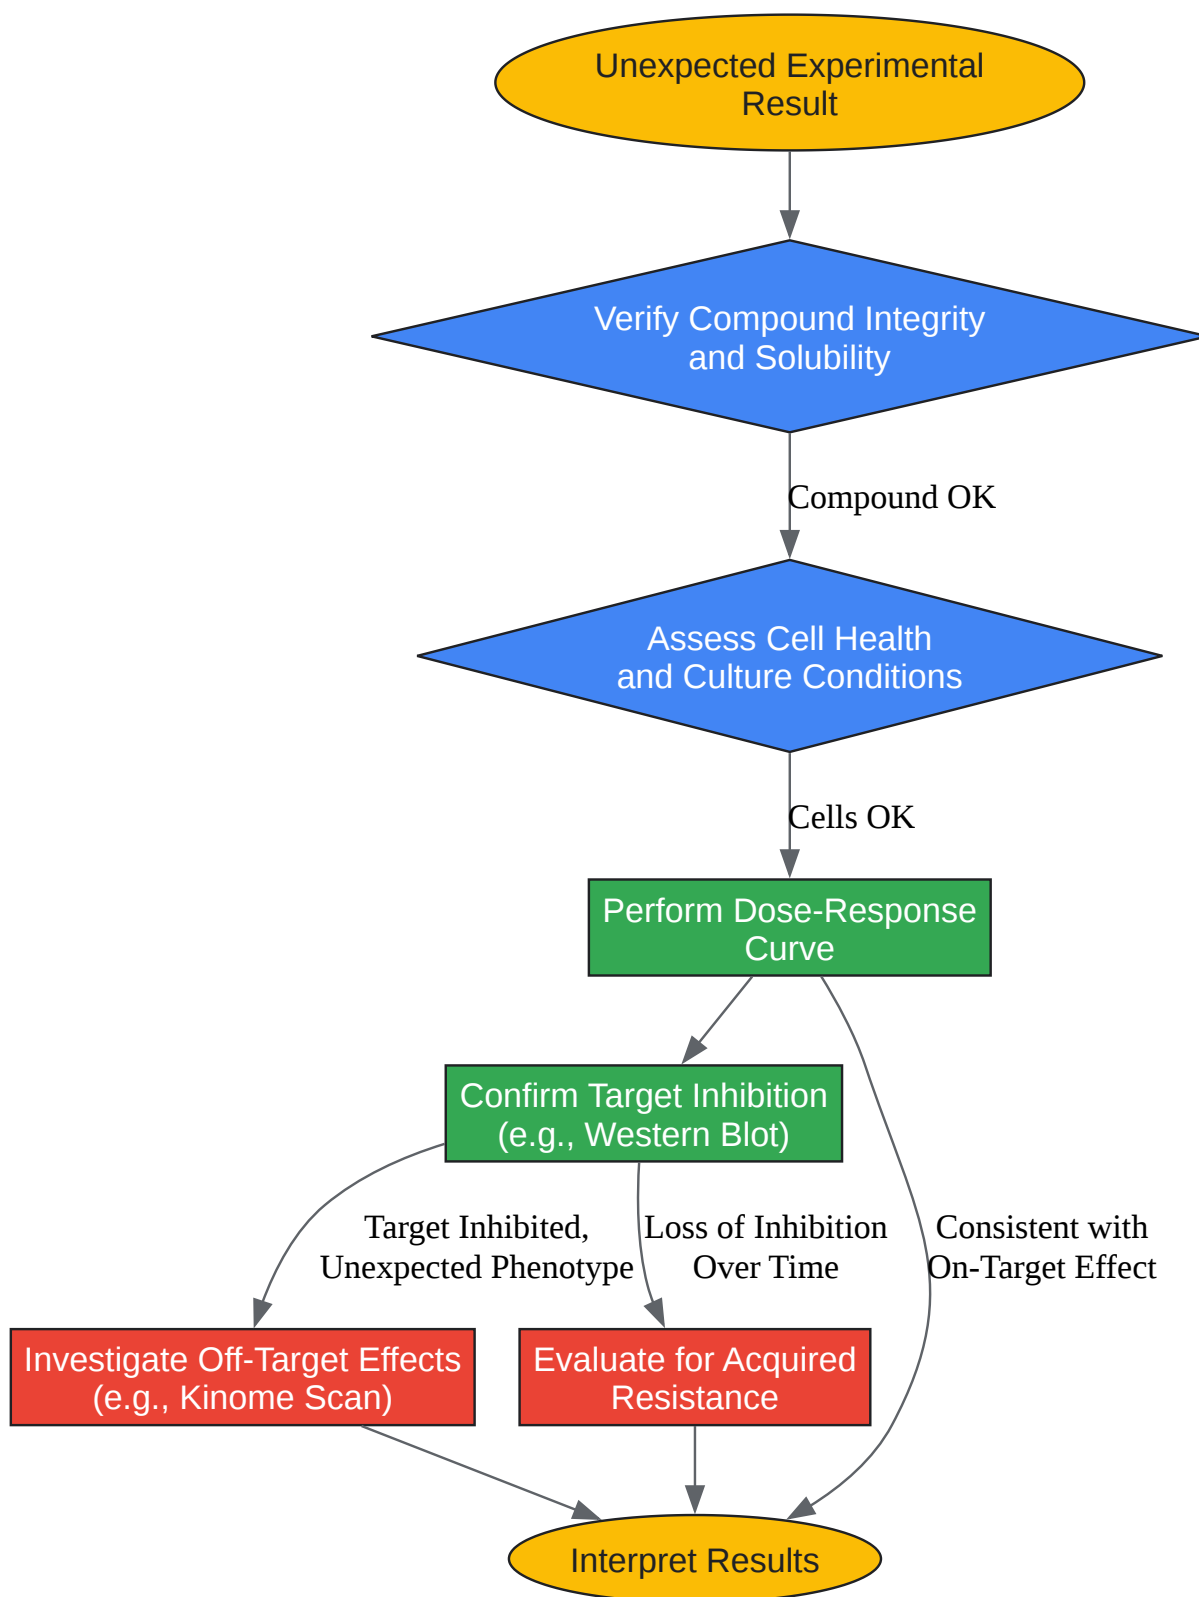 Unexpected Experimental
Result
Verify Compound Integrity
and Solubility
Compound OK
Assess Cell Health
and Culture Conditions
Cells OK
Perform Dose-Response
Curve
Confirm Target Inhibition
(e.g., Western Blot)
Target Inhibited,
Unexpected Phenotype
Loss of Inhibition
Over Time
Consistent with
On-Target Effect
Investigate Off-Target Effects
(e.g., Kinome Scan)
Evaluate for Acquired
Resistance
Interpret Results